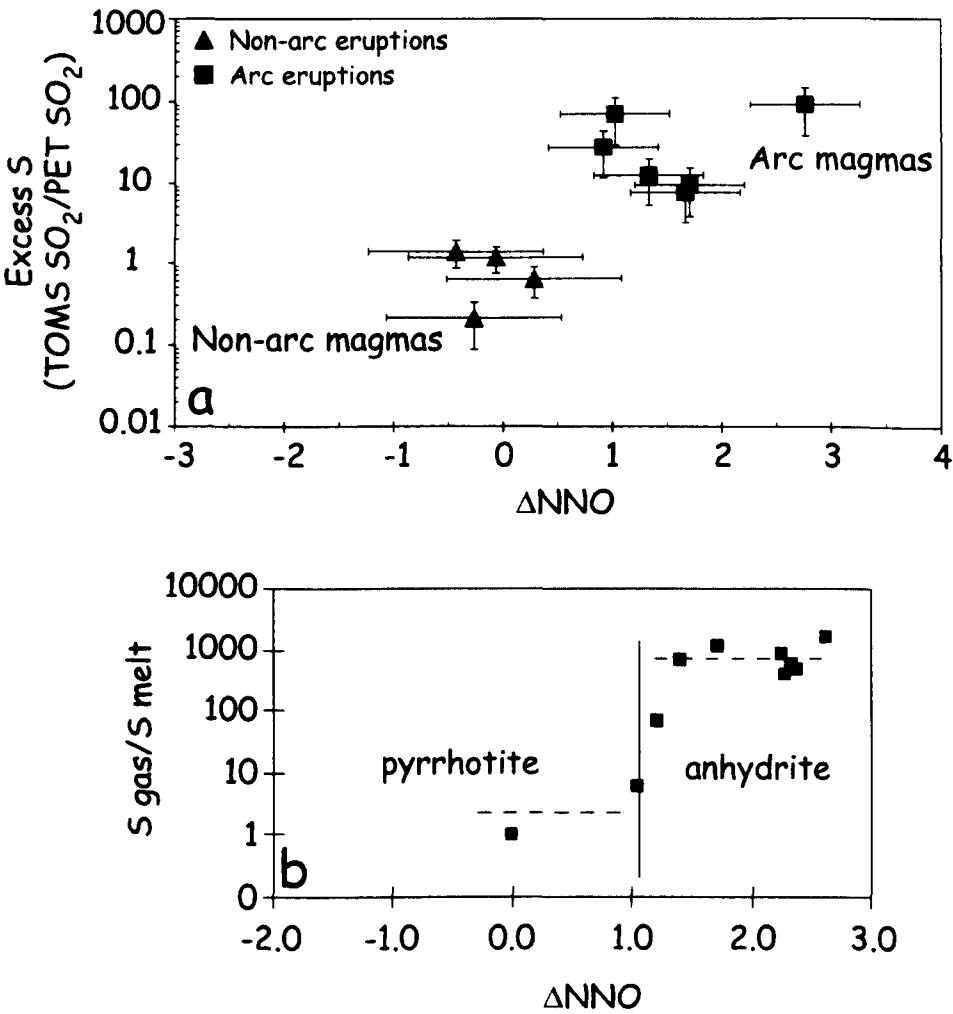 1000
100
10
1
0.1
0.01
Excess S
(TOMS SO2/PET SO2)
Non-arc eruptions
Arc eruptions
Arc magmas
Non-arc magmas
a
-3 -2 -1 0 1 2 3 4
ΔNNO
10000
1000
100
10
1
0
S gas/S melt
pyrrhotite
anhydrite
b
-2.0 -1.0 0.0 1.0 2.0 3.0
ΔNNO